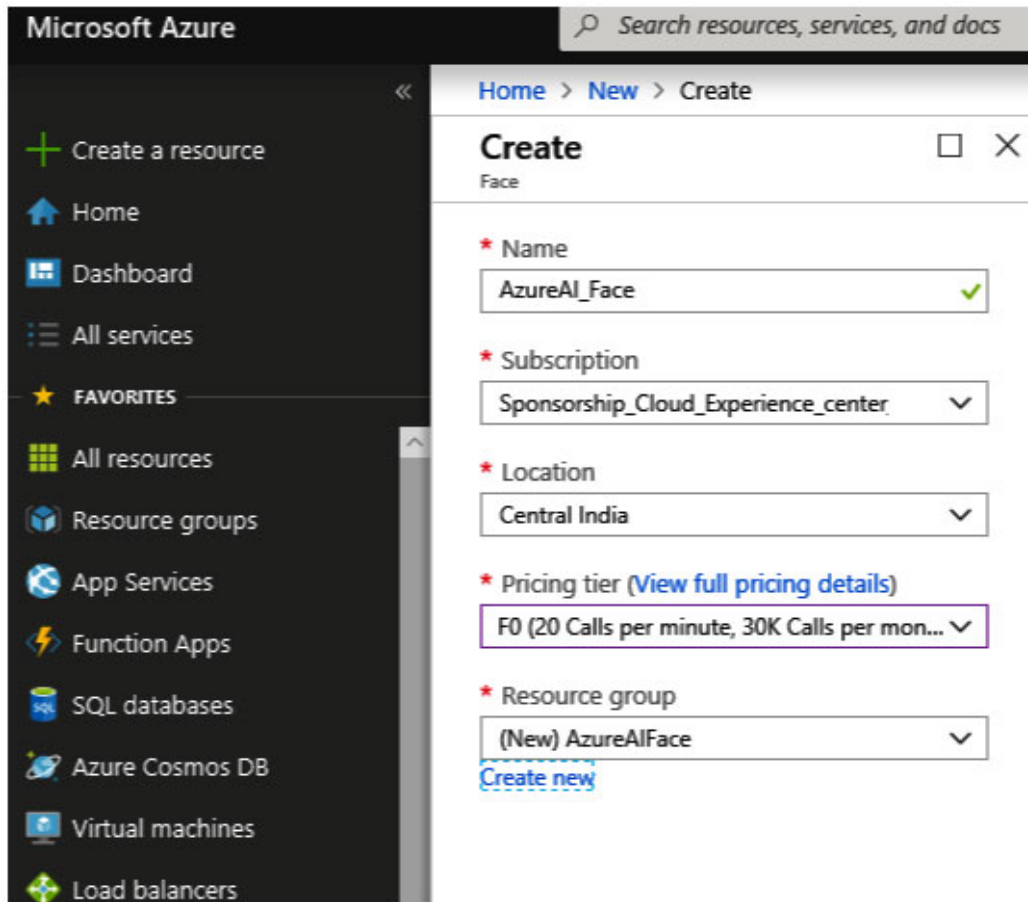 Microsoft Azure
Search resources, services, and docs
«
Create a resource
Home
Dashboard
All services
FAVORITES
All resources
Resource groups
App Services
Function Apps
SQL
SQL databases
Azure Cosmos DB
Virtual machines
Load balancers
Home > New > Create
Create
Face
* Name
AzureAI_Face
* Subscription
Sponsorship_Cloud_Experience_center
* Location
Central India
* Pricing tier (View full pricing details)
F0 (20 Calls per minute, 30K Calls per mon...
* Resource group
(New) AzureAIFace
Create new